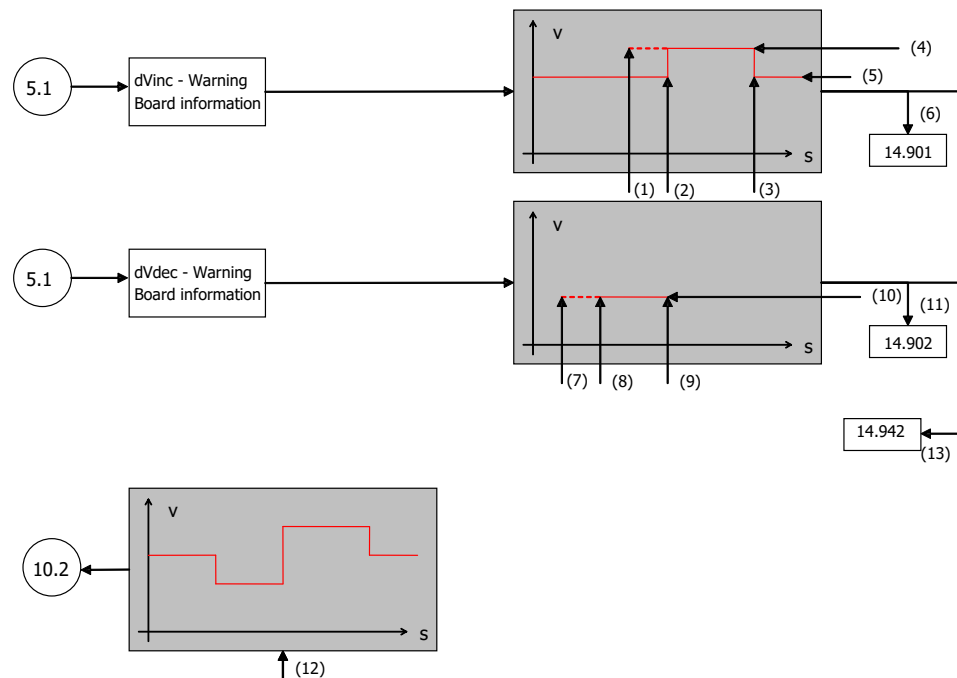 V
(4)
5.1
dVinc - Warning
Board information
(5)
(6)
14.901
S
(1)
(2)
(3)
V
5.1
dVdec - Warning
Board information
(10)
(11)
14.902
S
(7)
(8)
(9)
14.942
(13)
V
10.2
S
(12)